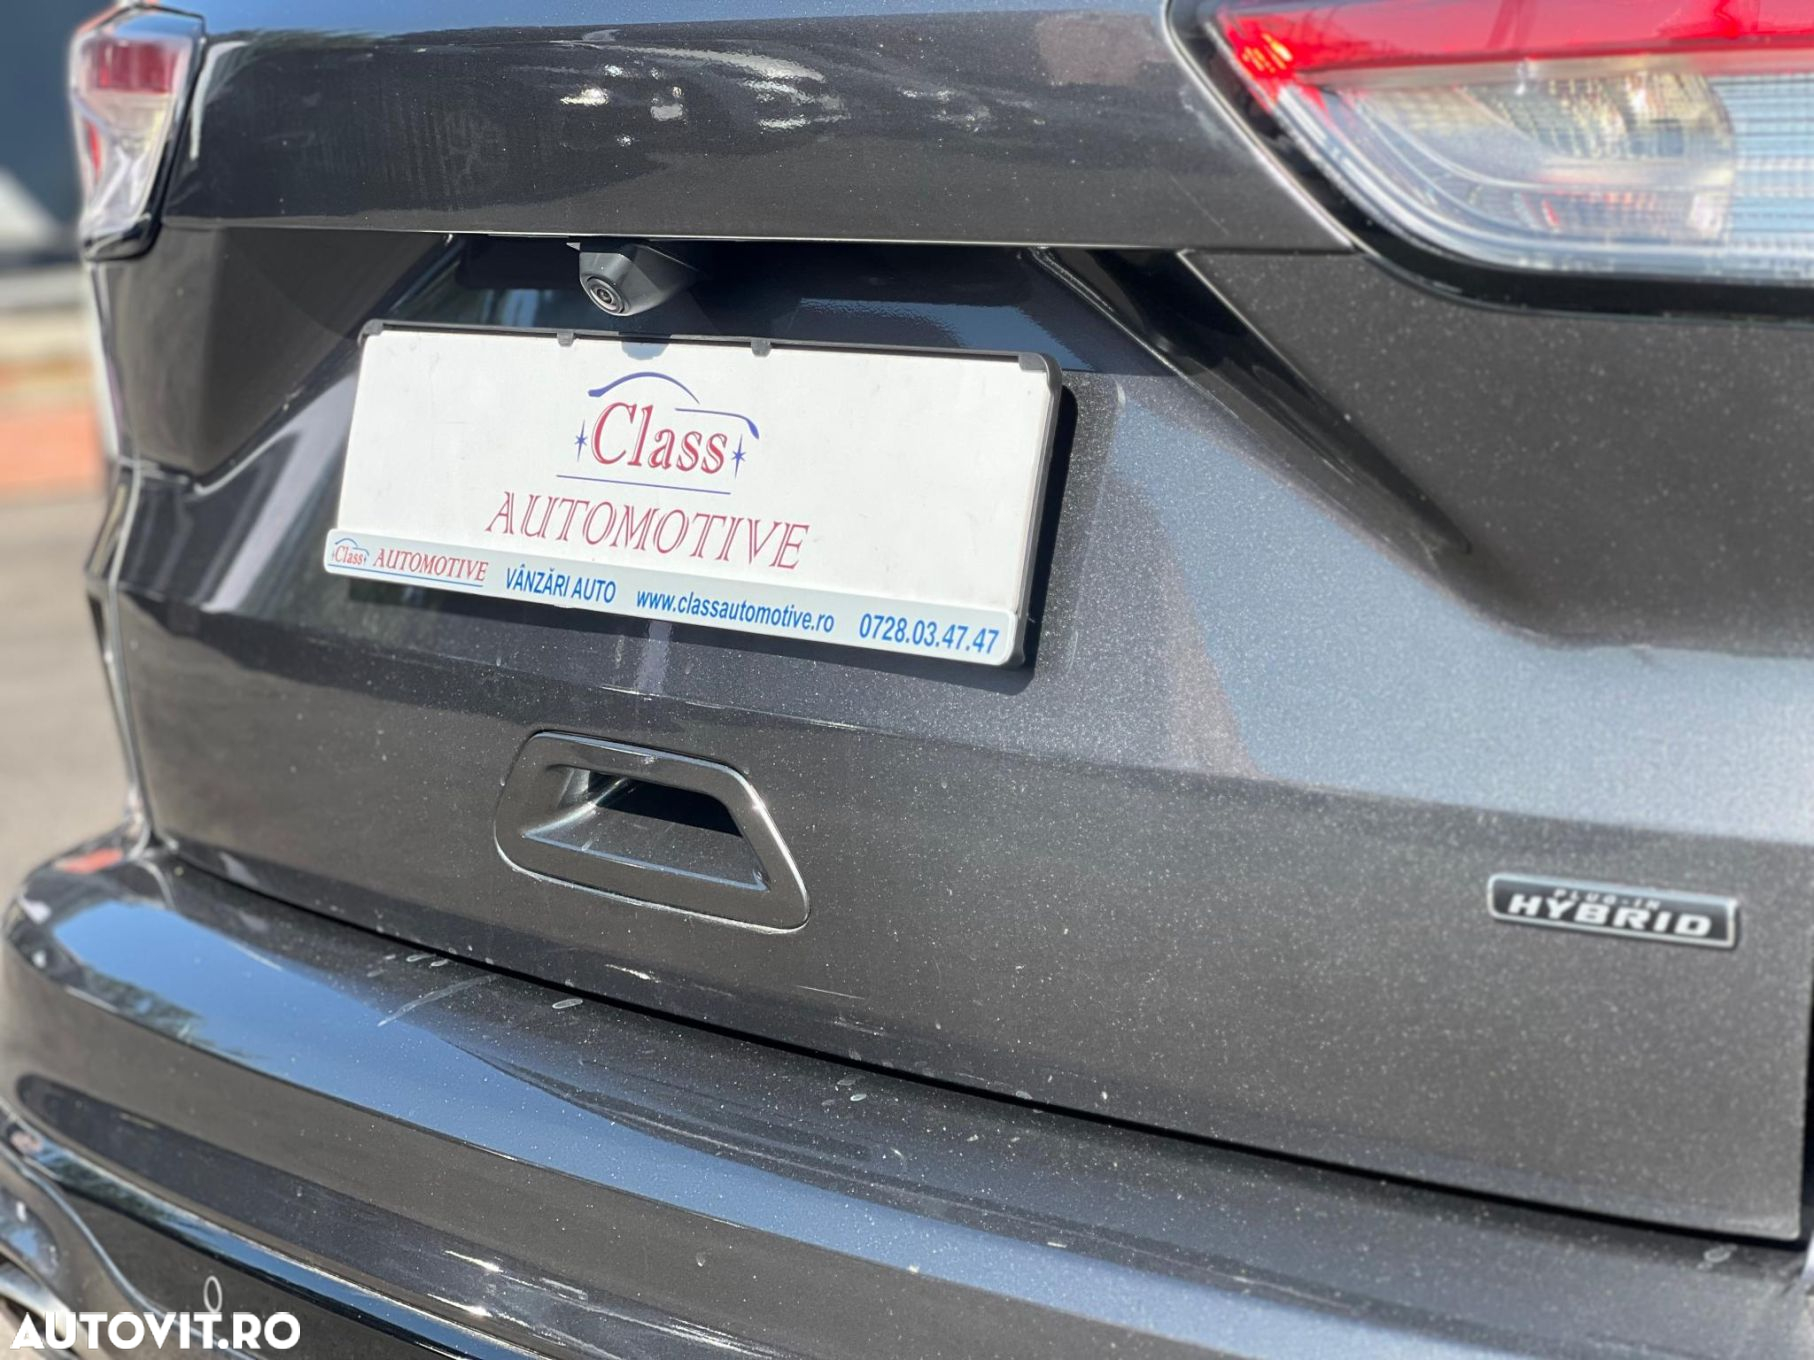 Class
AUTOMOTIVE
Class AUTOMOTIVE VÂNZĂRI AUTO www.classautomotive.ro 0728.03.47.47
PLUG-IN
HYBRID
AUTOVIT.RO